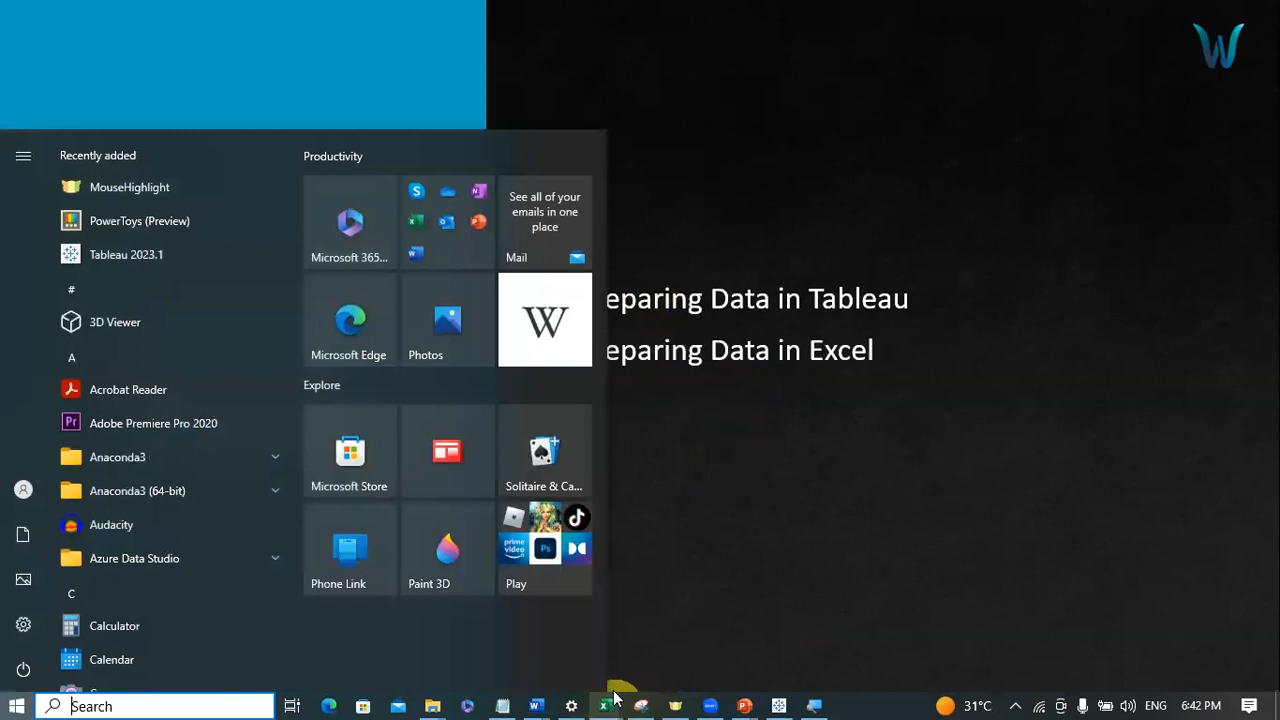 Recently added
MouseHighlight
PowerToys (Preview)
Tableau 2023.1
#
3D Viewer
A
Acrobat Reader
Adobe Premiere Pro 2020
Anaconda3
Anaconda3 (64-bit)
Audacity
Azure Data Studio
C
Calculator
Calendar
Productivity
Microsoft 365...
See all of your
emails in one
place
Mail
Microsoft Edge
Photos
W
Explore
Microsoft Store
Solitaire & Ca...
Phone Link
Paint 3D
prime video
Ps
Play
eparing Data in Tableau
eparing Data in Excel
W
Search
31°C
ENG
6:42 PM